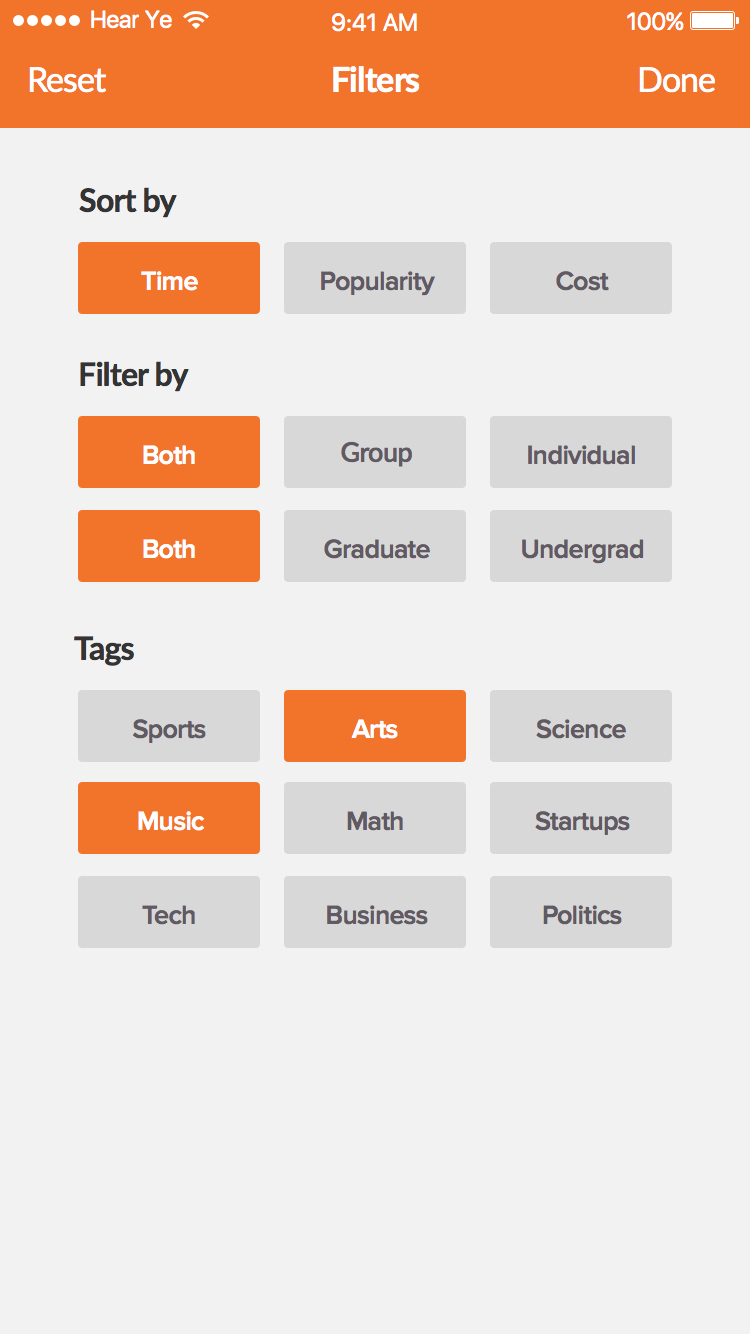 Hear Ye 9:41 AM 100%
Reset Filters Done
Sort by
Time Popularity Cost
Filter by
Both Group Individual
Both Graduate Undergrad
Tags
Sports Arts Science
Music Math Startups
Tech Business Politics